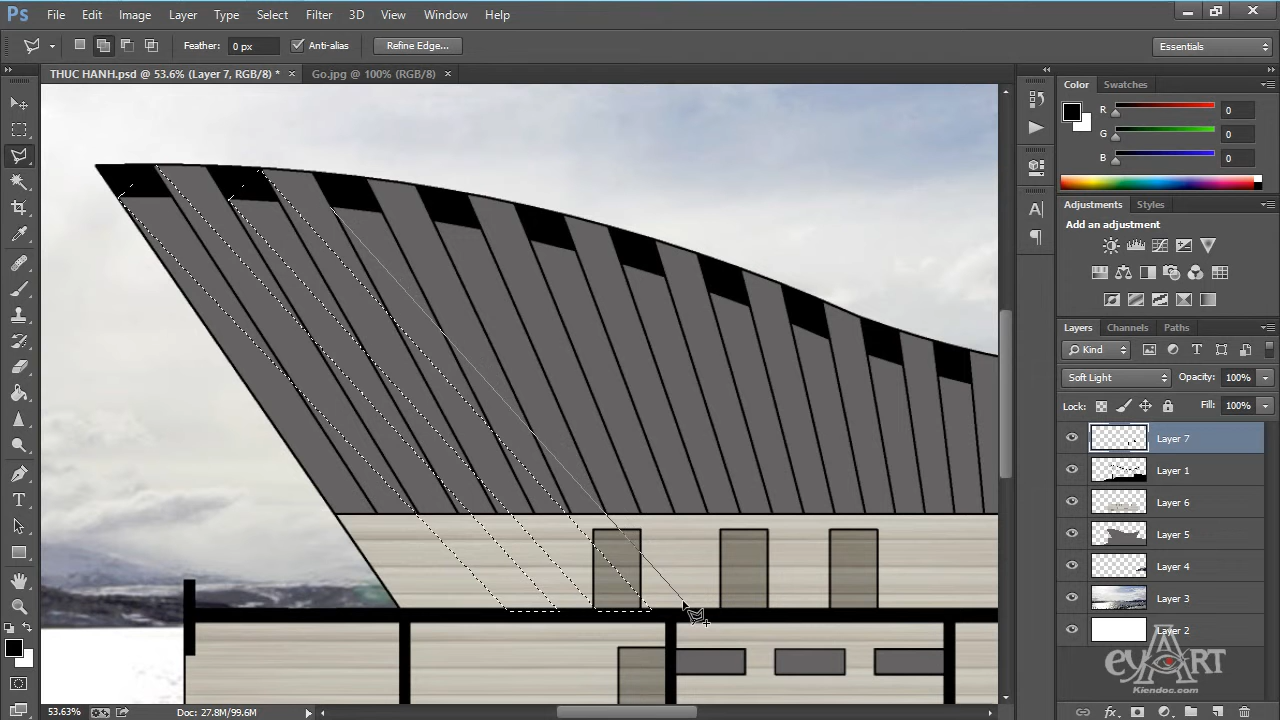 Ps File Edit Image Layer Type Select Filter 3D View Window Help
Feather: 0 px Anti-alias Refine Edge... Essentials
THUC HANH.psd @ 53.6% (Layer 7, RGB/8) * × Go.jpg @ 100% (RGB/8) ×
Color Swatches
R 0
G 0
B 0
Adjustments Styles
Add an adjustment
Layers Channels Paths
Kind
Soft Light Opacity: 100%
Lock: Fill: 100%
Layer 7
Layer 1
Layer 6
Layer 5
Layer 4
Layer 3
Layer 2
eyART
Kiendoc.com
53.63% Doc: 27.8M/99.6M